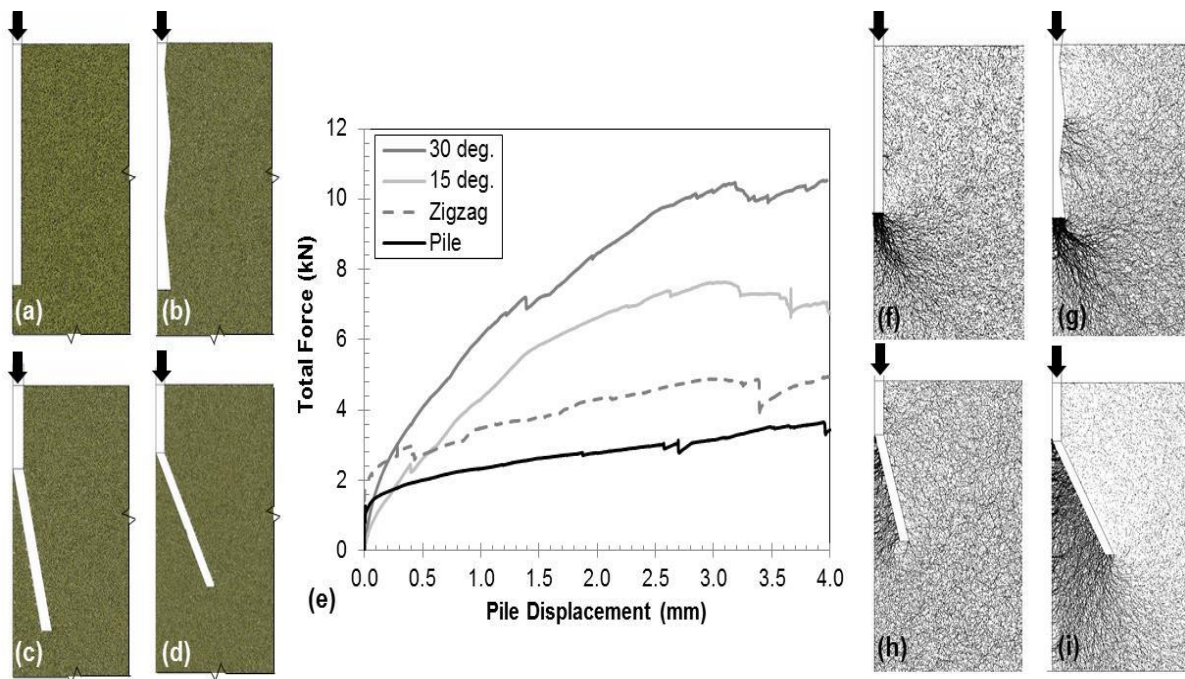 (a)
(b)
(c)
(d)
12
10
8
6
4
2
0
Total Force (kN)
30 deg.
15 deg.
Zigzag
Pile
0.0 0.5 1.0 1.5 2.0 2.5 3.0 3.5 4.0
(e)
Pile Displacement (mm)
(f)
(g)
(h)
(i)